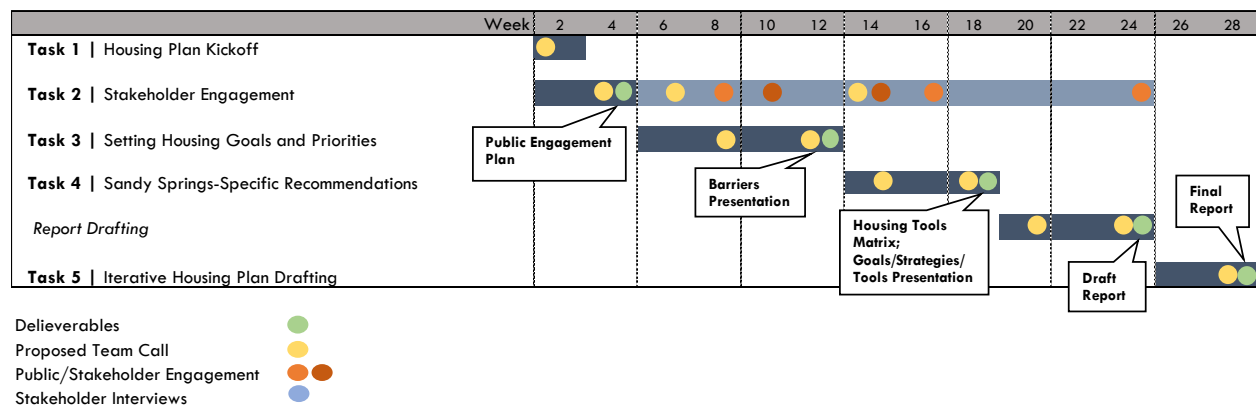 Week 2 4 6 8 10 12 14 16 18 20 22 24 26 28
Task 1 | Housing Plan Kickoff
Task 2 | Stakeholder Engagement
Public Engagement
Plan
Task 3 | Setting Housing Goals and Priorities
Barriers
Presentation
Task 4 | Sandy Springs-Specific Recommendations
Housing Tools
Matrix;
Goals/Strategies/
Tools Presentation
Final
Report
Report Drafting
Draft
Report
Task 5 | Iterative Housing Plan Drafting
Delieverables
Proposed Team Call
Public/Stakeholder Engagement
Stakeholder Interviews